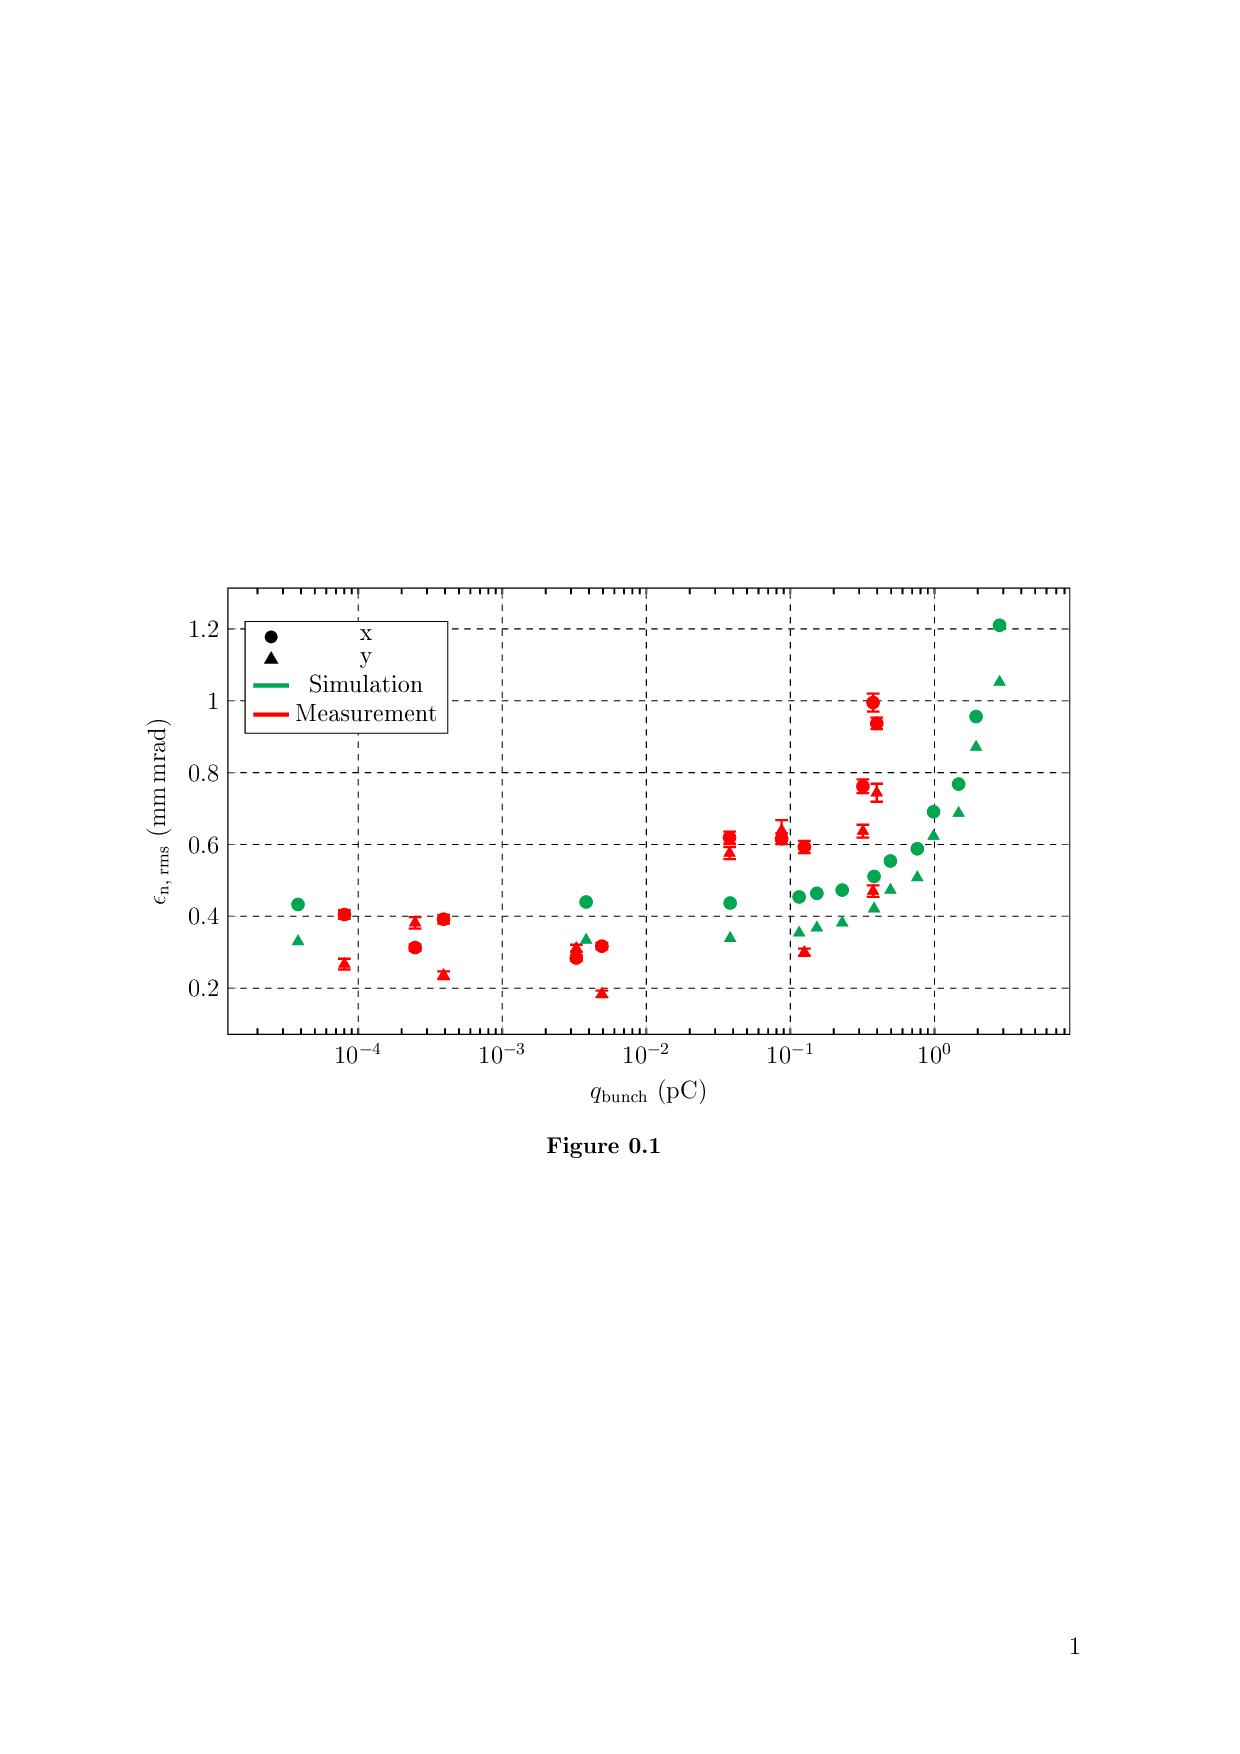 1.2
1
0.8
0.6
0.4
0.2
x
y
Simulation
Measurement
ϵn, rms (mm mrad)
10−4 10−3 10−2 10−1 100
qbunch (pC)
Figure 0.1
1